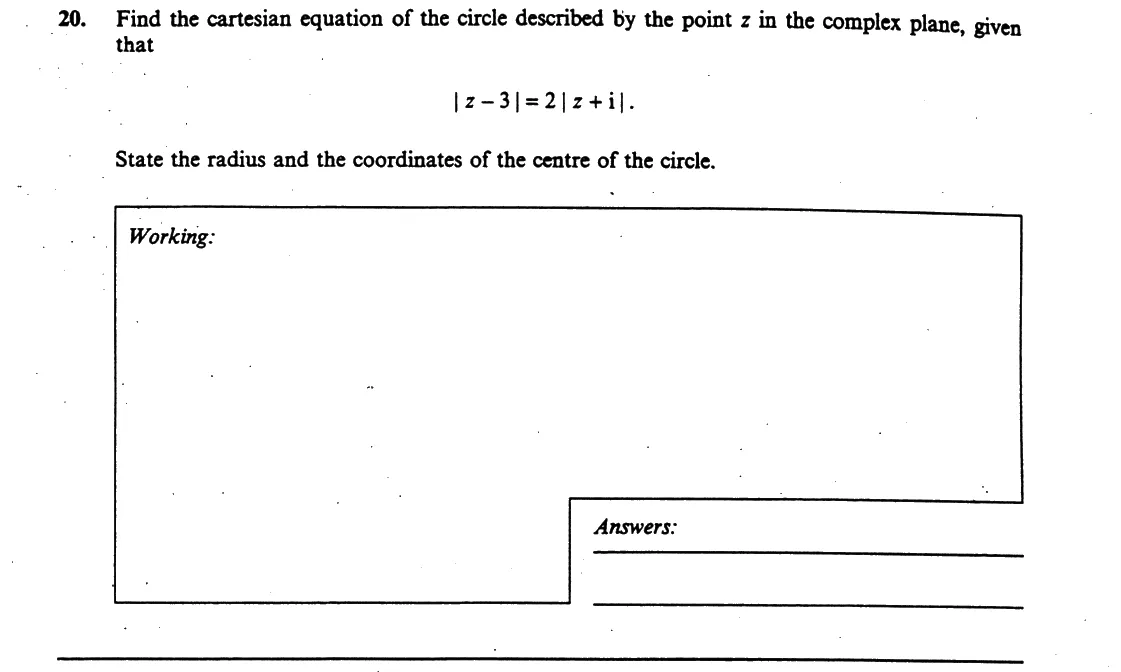 20. Find the cartesian equation of the circle described by the point z in the complex plane, given
that
| z – 3 | = 2 | z + i | .
State the radius and the coordinates of the centre of the circle.
Working:
Answers: